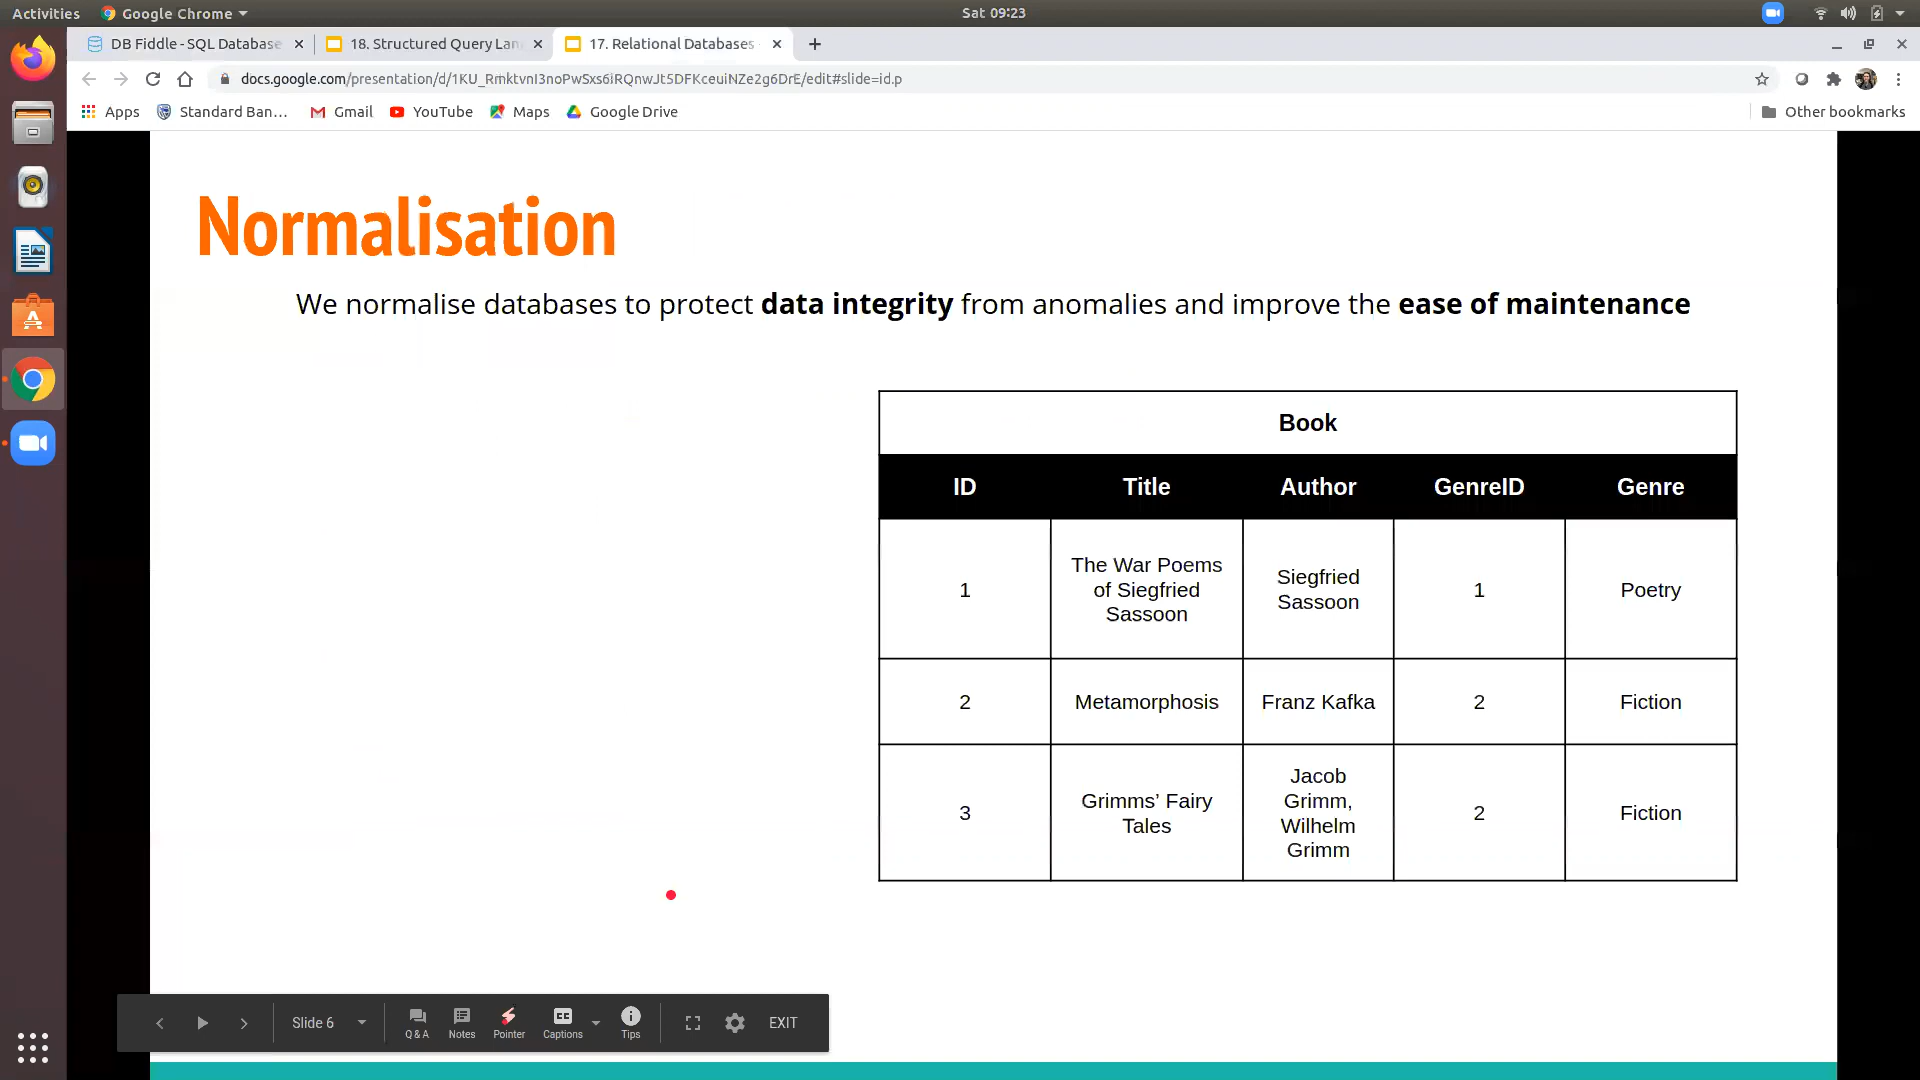 Activities Google Chrome Sat 09:23
DB Fiddle - SQL Database 18. Structured Query Lan 17. Relational Databases
docs.google.com/presentation/d/1KU_RmktvnI3noPwSxs6iRQnwJt5DFKceuiNZe2g6DrE/edit#slide=id.p
Apps Standard Ban... Gmail YouTube Maps Google Drive Other bookmarks
Normalisation
We normalise databases to protect data integrity from anomalies and improve the ease of maintenance
Book
ID Title Author GenreID Genre
1 The War Poems of Siegfried Sassoon Siegfried Sassoon 1 Poetry
2 Metamorphosis Franz Kafka 2 Fiction
3 Grimms’ Fairy Tales Jacob Grimm, Wilhelm Grimm 2 Fiction
Slide 6 Q & A Notes Pointer Captions Tips EXIT